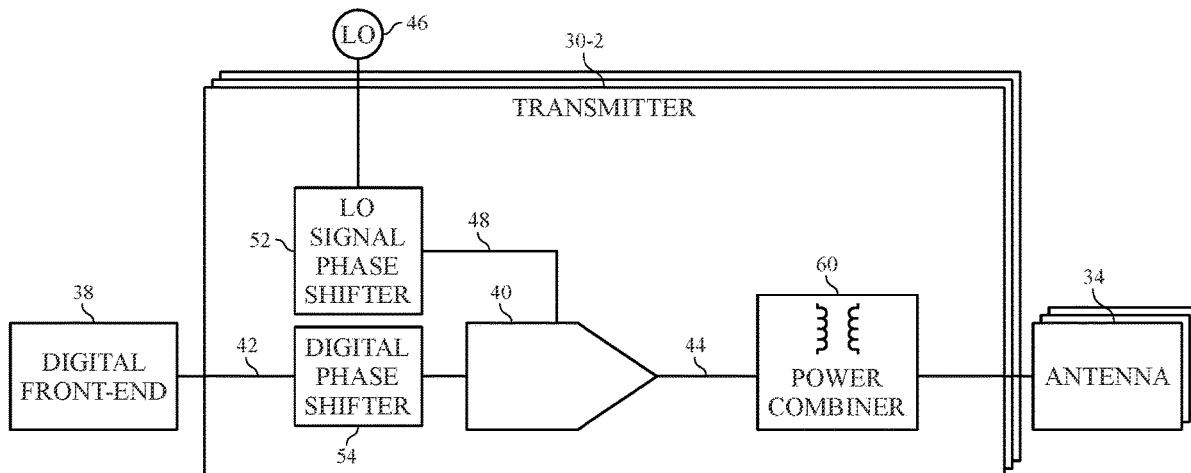 LO
46
30-2
TRANSMITTER
LO
SIGNAL
PHASE
SHIFTER
52
48
38
DIGITAL
FRONT-END
42
DIGITAL
PHASE
SHIFTER
54
40
44
60
POWER
COMBINER
34
ANTENNA